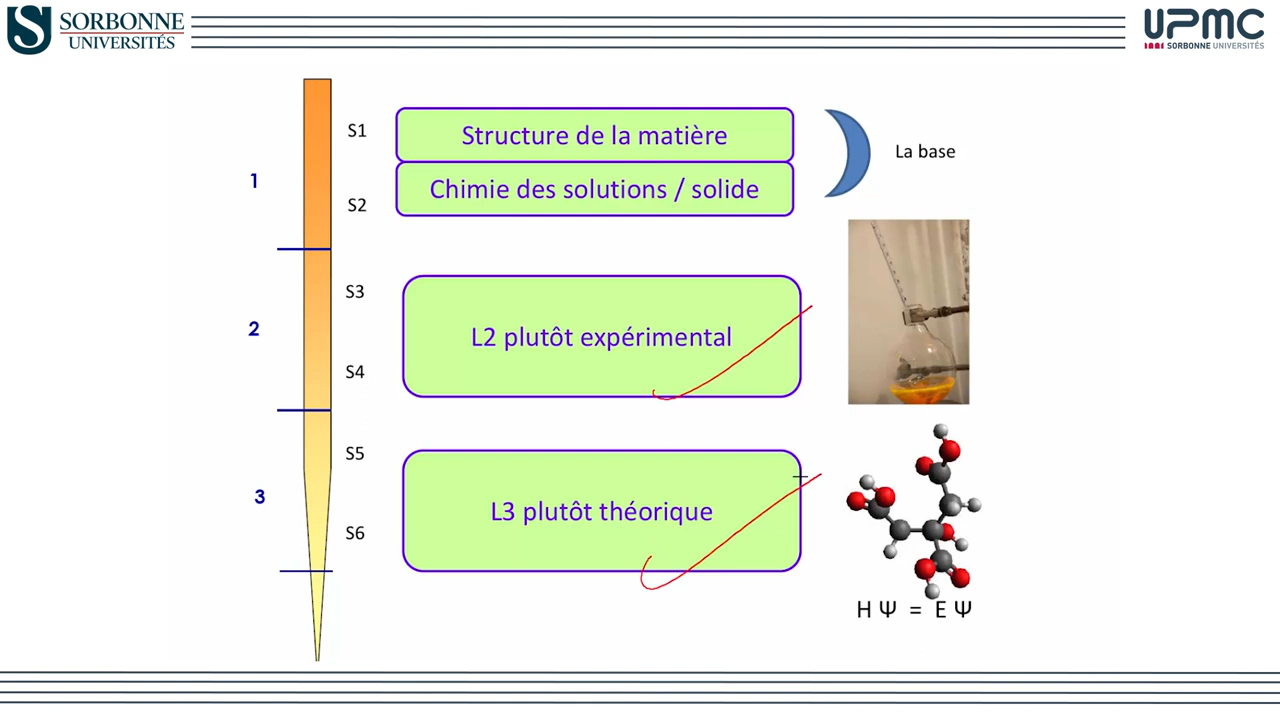 SORBONNE
UNIVERSITÉS
UPMC
SORBONNE UNIVERSITÉS
S1
Structure de la matière
La base
1
Chimie des solutions / solide
S2
S3
2
L2 plutôt expérimental
S4
S5
3
L3 plutôt théorique
S6
H Ψ = E Ψ